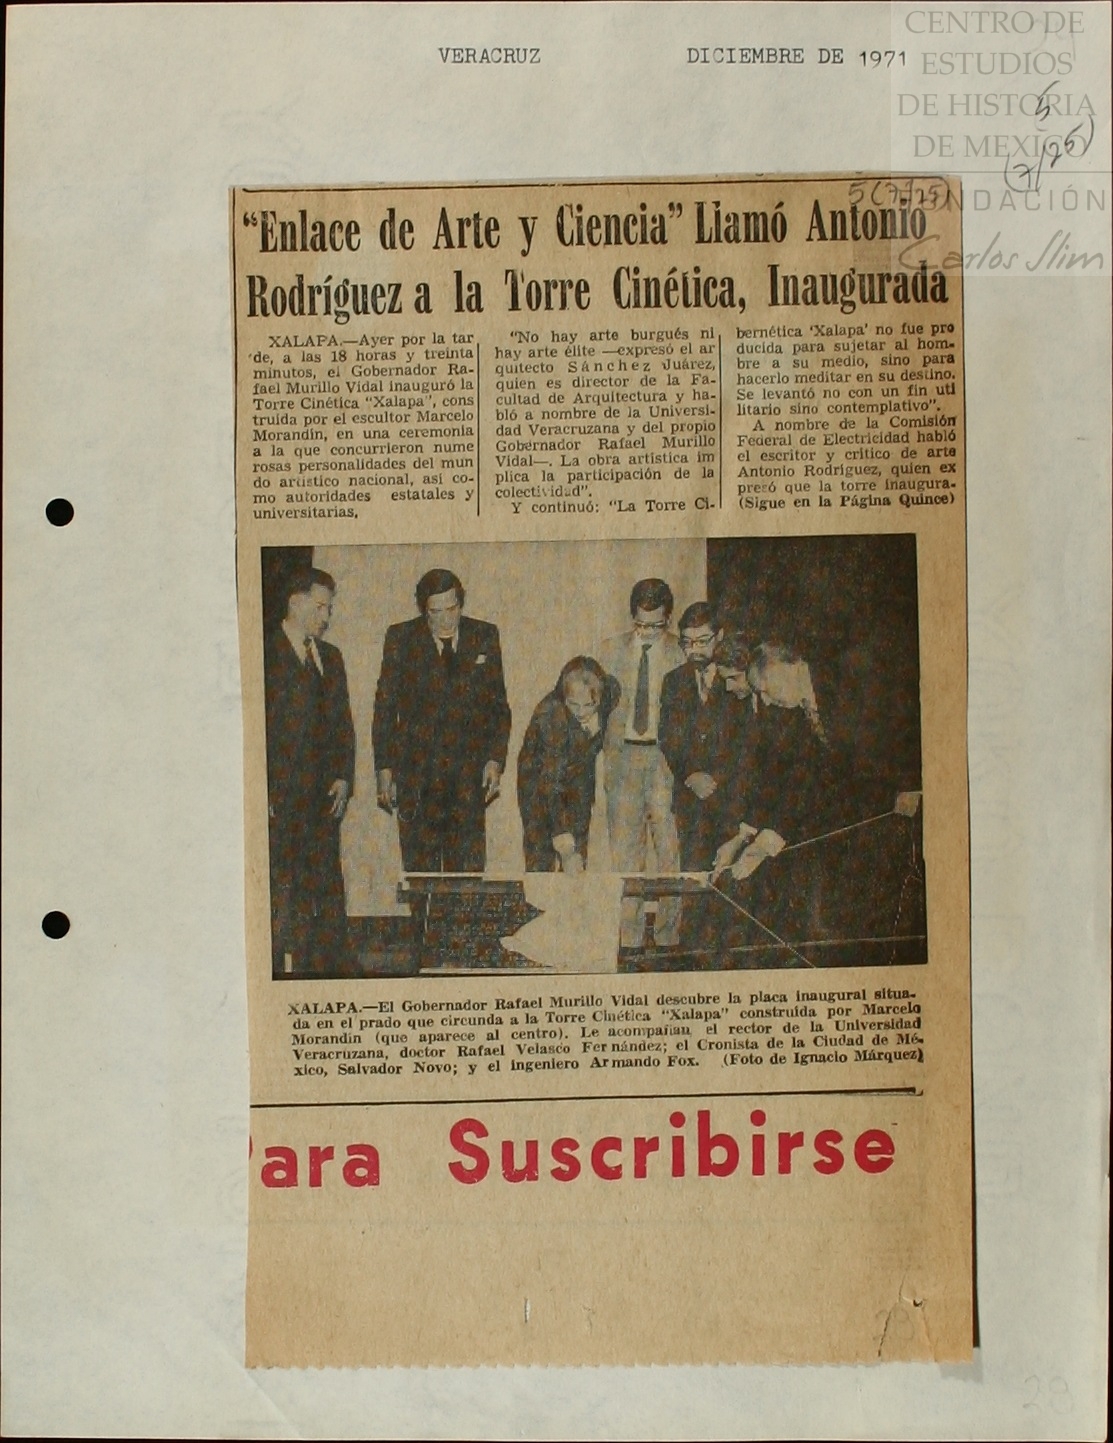 VERACRUZ DICIEMBRE DE 1971
CENTRO DE
ESTUDIOS
DE HISTORIA
DE MEXICO
FUNDACIÓN
Carlos Slim
5
(7/25)
5(7/25)
“Enlace de Arte y Ciencia” Llamó Antonio
Rodríguez a la Torre Cinética, Inaugurada
XALAPA.—Ayer por la tar
de, a las 18 horas y treinta
minutos, el Gobernador Ra-
fael Murillo Vidal inauguró la
Torre Cinética “Xalapa”, cons
truida por el escultor Marcelo
Morandín, en una ceremonia
a la que concurrieron nume
rosas personalidades del mun
do artístico nacional, así co-
mo autoridades estatales y
universitarias.
“No hay arte burgués ni
hay arte élite —expresó el ar
quitecto Sánchez Juárez,
quien es director de la Fa-
cultad de Arquitectura y ha-
bló a nombre de la Universi-
dad Veracruzana y del propio
Gobernador Rafael Murillo
Vidal—. La obra artística im
plica la participación de la
colectividad”.
Y continuó: “La Torre Ci-
bernética ‘Xalapa’ no fue pro
ducida para sujetar al hom-
bre a su medio, sino para
hacerlo meditar en su destino.
Se levantó no con un fin uti
litario sino contemplativo”.
A nombre de la Comisión
Federal de Electricidad habló
el escritor y crítico de arte
Antonio Rodríguez, quien ex
presó que la torre inaugura-
(Sigue en la Página Quince)
XALAPA.—El Gobernador Rafael Murillo Vidal descubre la placa inaugural situa-
da en el prado que circunda a la Torre Cinética “Xalapa” construída por Marcelo
Morandín (que aparece al centro). Le acompañan el rector de la Universidad
Veracruzana, doctor Rafael Velasco Fernández; el Cronista de la Ciudad de Mé-
xico, Salvador Novo; y el ingeniero Armando Fox. (Foto de Ignacio Márquez)
Para Suscribirse
28